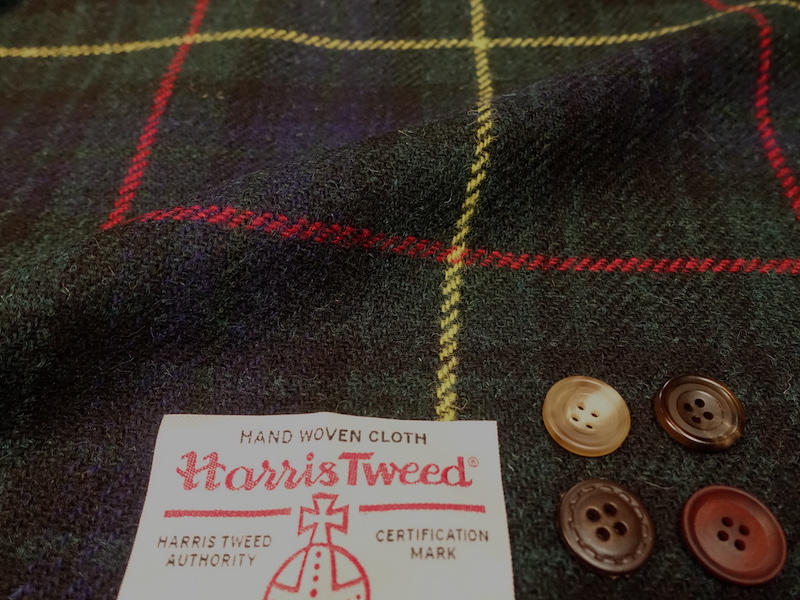 HAND WOVEN CLOTH
Harris Tweed®
HARRIS TWEED AUTHORITY
CERTIFICATION MARK